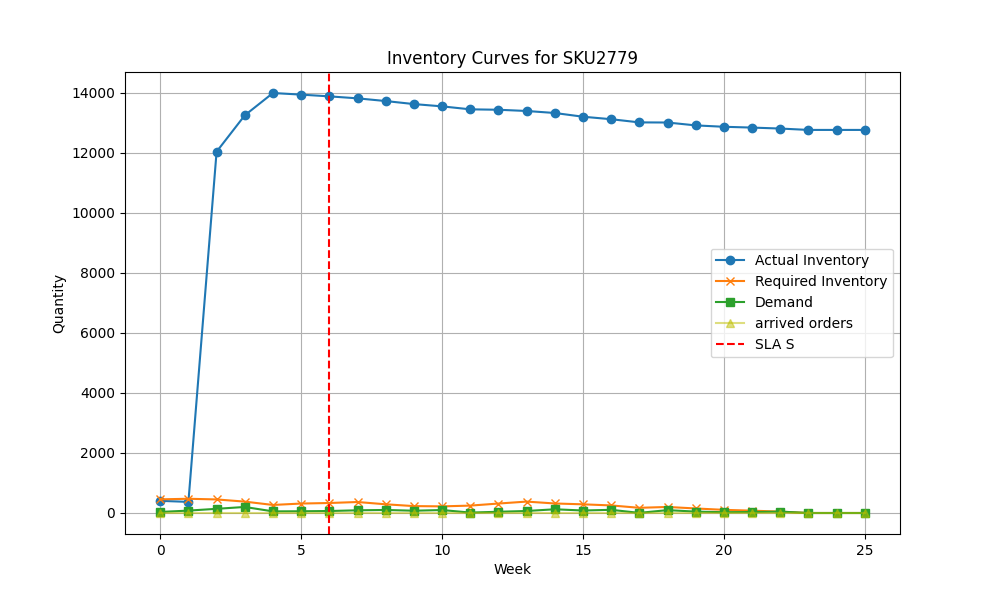 Inventory Curves for SKU2779
Quantity
14000
12000
10000
8000
6000
4000
2000
0
Actual Inventory
Required Inventory
Demand
arrived orders
SLA S
0 5 10 15 20 25
Week